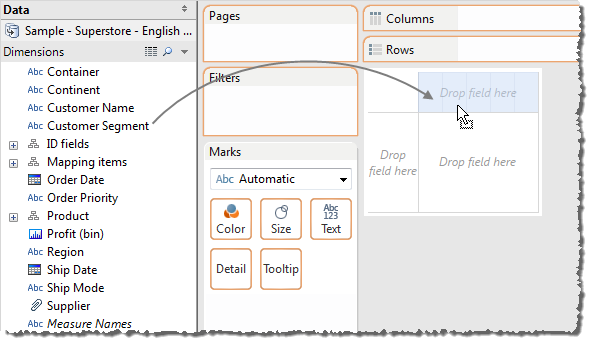 Data
Sample - Superstore - English ...
Dimensions
Abc Container
Abc Continent
Abc Customer Name
Abc Customer Segment
ID fields
Mapping items
Order Date
Abc Order Priority
Product
Profit (bin)
Abc Region
Ship Date
Abc Ship Mode
Supplier
Abc Measure Names
Pages
Filters
Marks
Abc Automatic
Color
Size
Abc
123
Text
Detail
Tooltip
Columns
Rows
Drop field here
Drop
field here
Drop field here